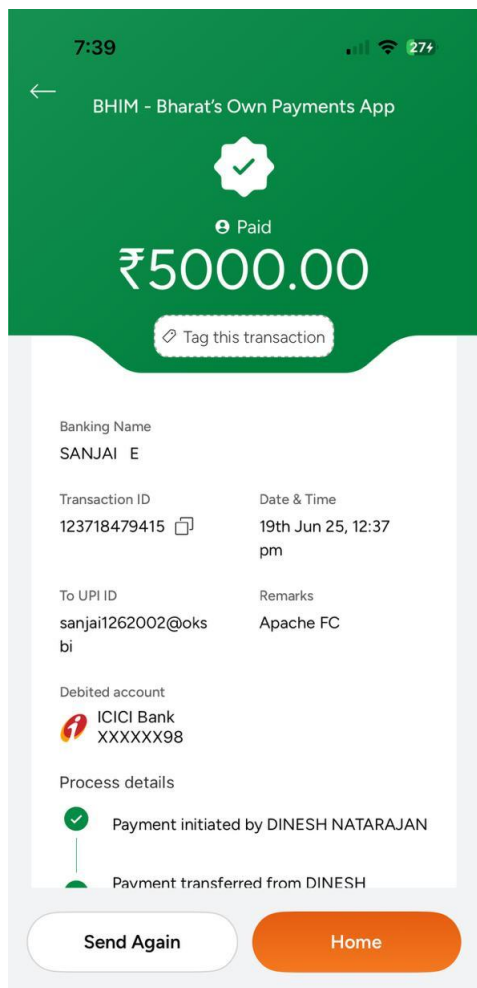 7:39
27
BHIM - Bharat's Own Payments App
Paid
₹5000.00
Tag this transaction
Banking Name
SANJAI E
Transaction ID
Date & Time
123718479415
19th Jun 25, 12:37
pm
To UPI ID
Remarks
sanjai1262002@oks
bi
Apache FC
Debited account
ICICI Bank
XXXXXX98
Process details
Payment initiated by DINESH NATARAJAN
Payment transferred from DINESH
Send Again
Home